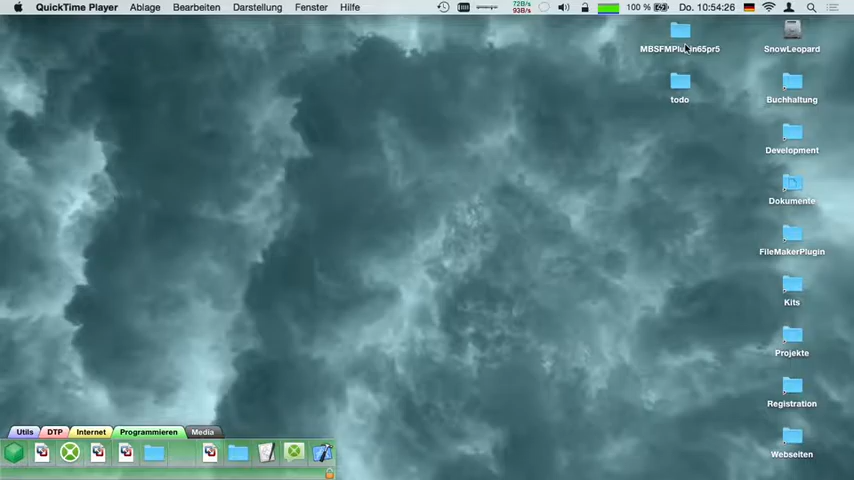 QuickTime Player Ablage Bearbeiten Darstellung Fenster Hilfe 72B/s 93B/s 100 % Do. 10:54:26
MBSFMPlugin65pr5 SnowLeopard
todo Buchhaltung
Development
Dokumente
FileMakerPlugin
Kits
Projekte
Registration
Webseiten
Utils DTP Internet Programmieren Media